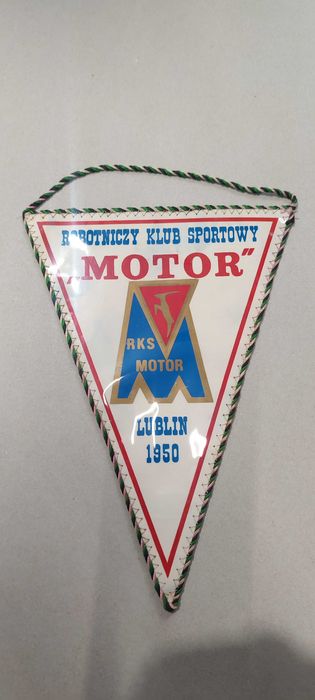 ROBOTNICZY KLUB SPORTOWY
„MOTOR"
RKS
MOTOR
LUBLIN
1950